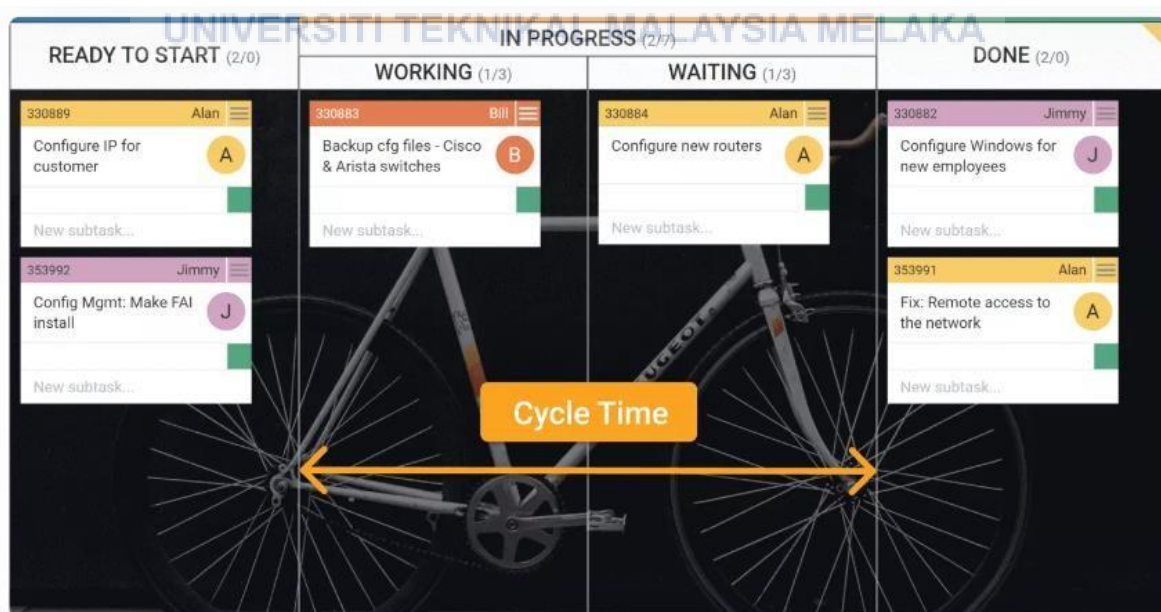 UNIVERSITI TEKNIKAL MALAYSIA MELAKA
READY TO START (2/0)
IN PROGRESS (2/7)
WORKING (1/3)
WAITING (1/3)
DONE (2/0)
330889 Alan
Configure IP for
customer
A
New subtask...
353992 Jimmy
Config Mgmt: Make FAI
install
J
New subtask...
330883 Bill
Backup cfg files - Cisco
& Arista switches
B
New subtask...
330884 Alan
Configure new routers
A
New subtask...
330882 Jimmy
Configure Windows for
new employees
J
New subtask...
353991 Alan
Fix: Remote access to
the network
A
New subtask...
UGEOT
Cycle Time